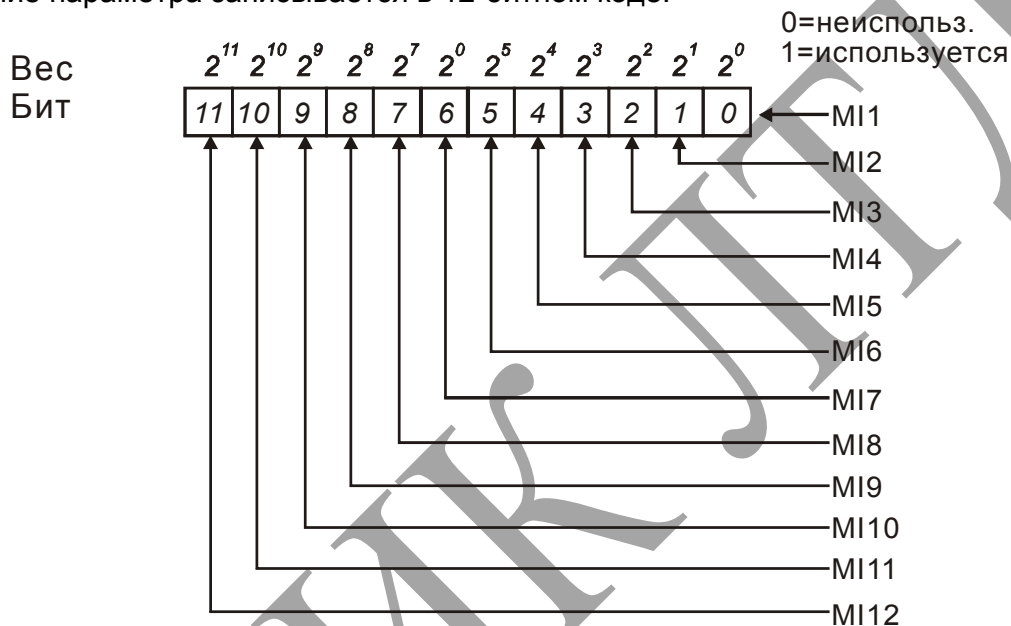 параметра записывается в 12-битном коде.
0=неиспольз.
1=используется
Вес 2^11 2^10 2^9 2^8 2^7 2^0 2^5 2^4 2^3 2^2 2^1 2^0
Бит 11 10 9 8 7 6 5 4 3 2 1 0
MI1
MI2
MI3
MI4
MI5
MI6
MI7
MI8
MI9
MI10
MI11
MI12